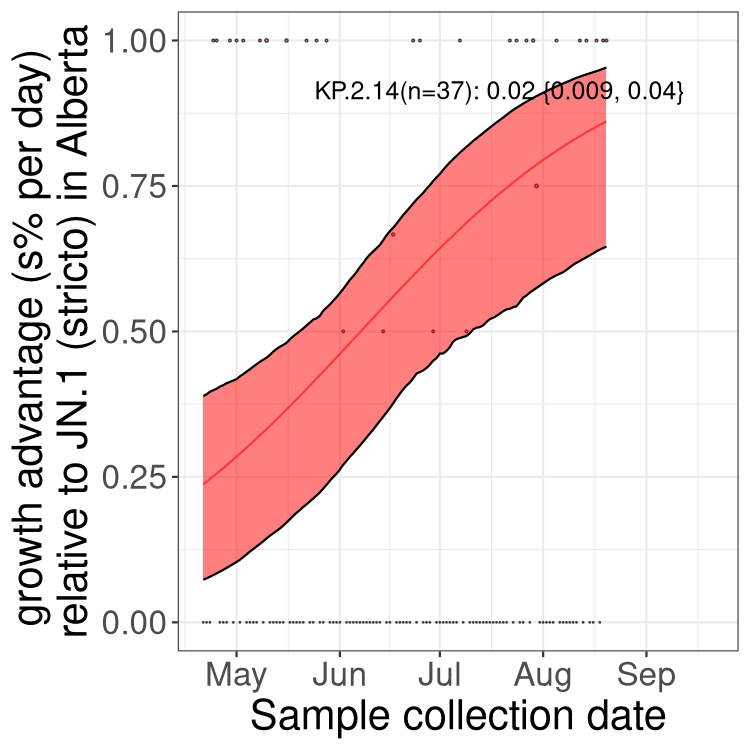 growth advantage (s% per day)
relative to JN.1 (stricto) in Alberta
1.00
0.75
0.50
0.25
0.00
KP.2.14(n=37): 0.02 {0.009, 0.04}
May Jun Jul Aug Sep
Sample collection date